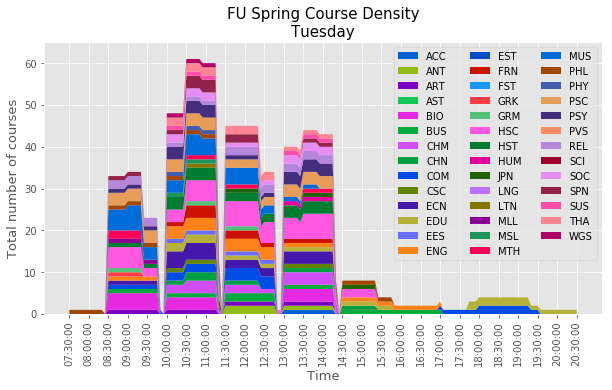 FU Spring Course Density
Tuesday
Total number of courses
60
50
40
30
20
10
0
ACC EST MUS
ANT FRN PHL
ART FST PHY
AST GRK PSC
BIO GRM PSY
BUS HSC PVS
CHM HST REL
CHN HUM SCI
COM JPN SOC
CSC LNG SPN
ECN LTN SUS
EDU MLL THA
EES MSL WGS
ENG MTH
07:30:00 08:00:00 08:30:00 09:00:00 09:30:00 10:00:00 10:30:00 11:00:00 11:30:00 12:00:00 12:30:00 13:00:00 13:30:00 14:00:00 14:30:00 15:00:00 15:30:00 16:00:00 16:30:00 17:00:00 17:30:00 18:00:00 18:30:00 19:00:00 19:30:00 20:00:00 20:30:00
Time